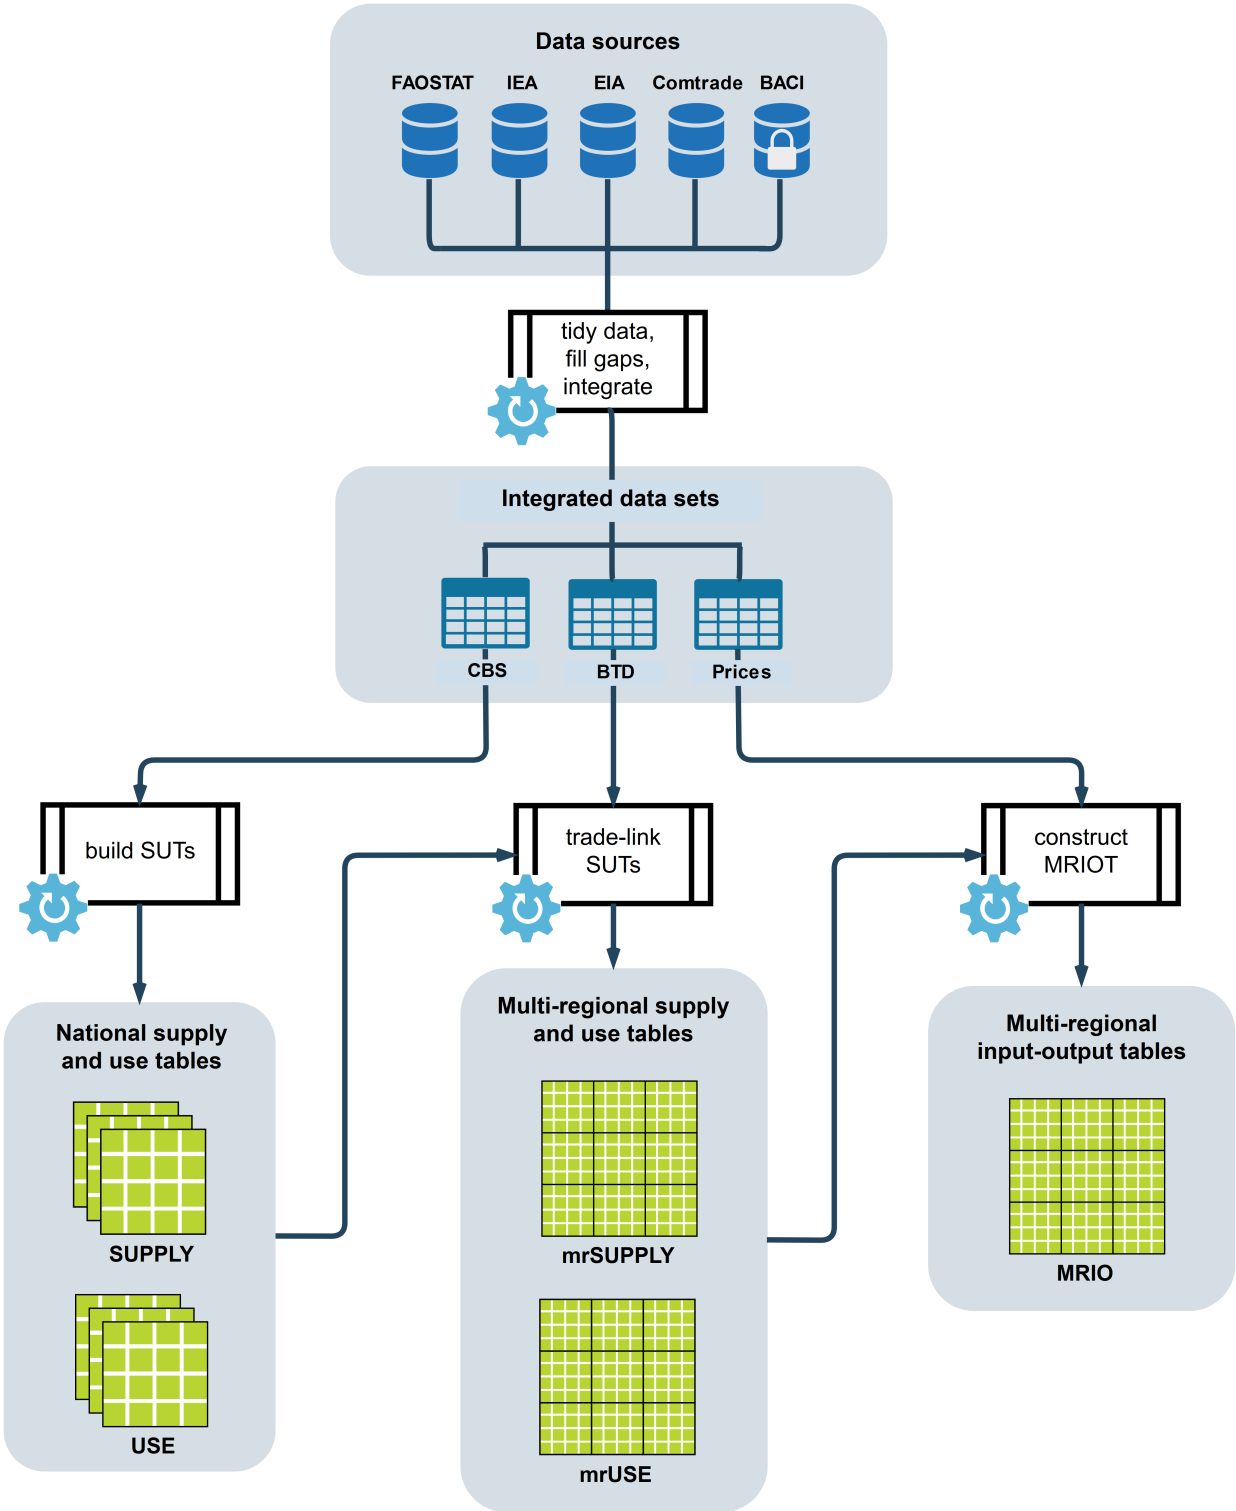 Data sources
FAOSTAT
IEA
EIA
Comtrade
BACI
tidy data,
fill gaps,
integrate
Integrated data sets
CBS
BTD
Prices
build SUTs
trade-link
SUTs
construct
MRIOT
National supply
and use tables
SUPPLY
USE
Multi-regional supply
and use tables
mrSUPPLY
mrUSE
Multi-regional
input-output tables
MRIO